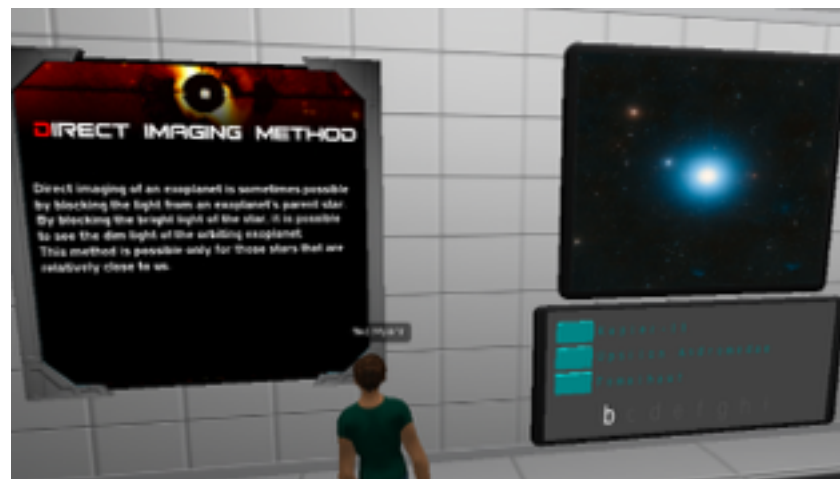 DIRECT IMAGING METHOD
Direct imaging of an exoplanet is sometimes possible
by blocking the light from an exoplanet's parent star.
By blocking the bright light of the star, it is possible
to see the dim light of the orbiting exoplanet.
This method is possible only for those stars that are
relatively close to us.
b c d e f g h i